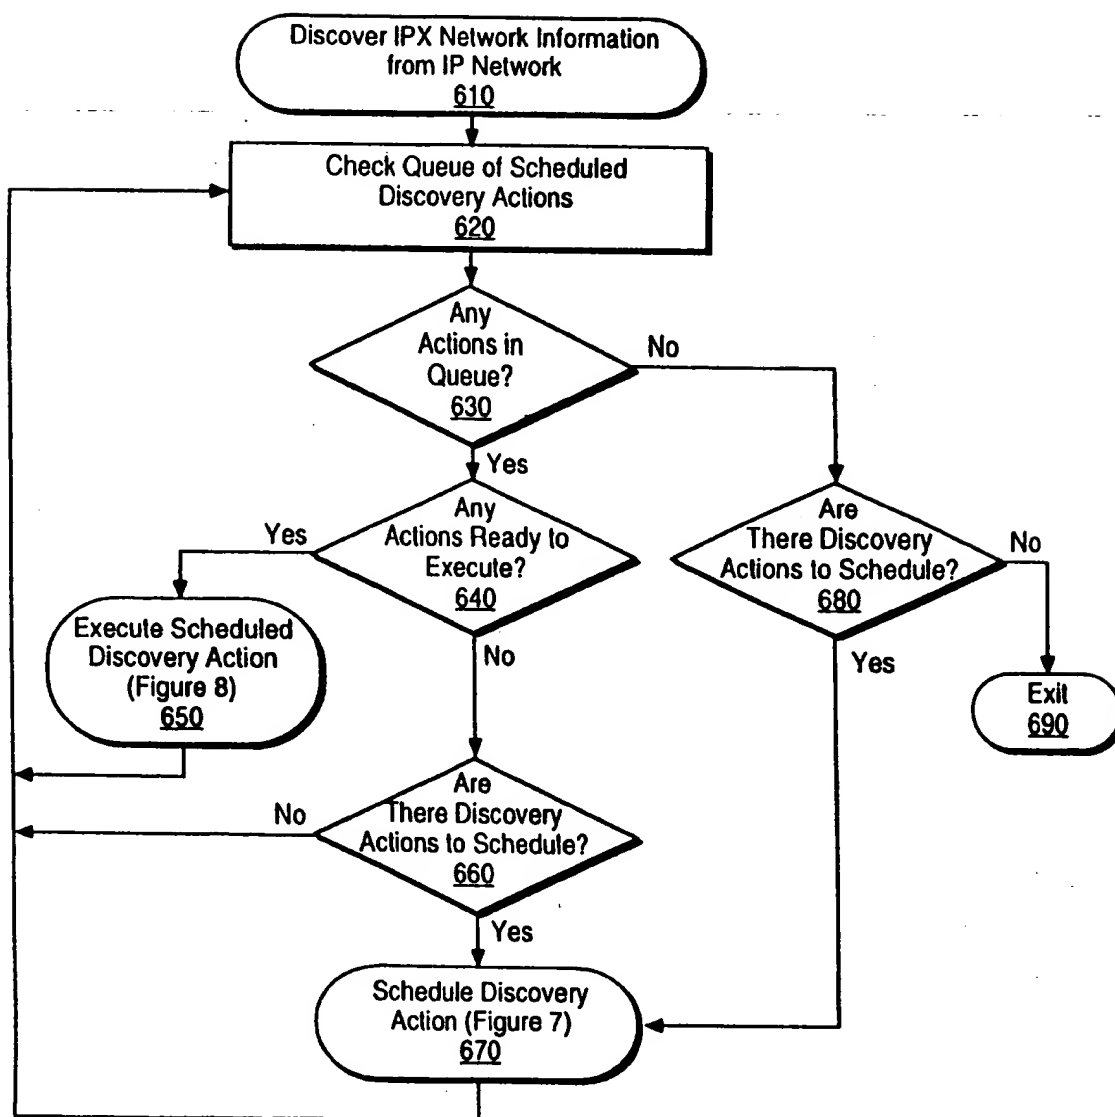 Discover IPX Network Information
from IP Network
610
Check Queue of Scheduled
Discovery Actions
620
Any
Actions in
Queue?
630
No
Yes
Any
Actions Ready to
Execute?
640
Yes
No
Are
There Discovery
Actions to Schedule?
680
No
Yes
Execute Scheduled
Discovery Action
(Figure 8)
650
Exit
690
Are
There Discovery
Actions to Schedule?
660
No
Yes
Schedule Discovery
Action (Figure 7)
670